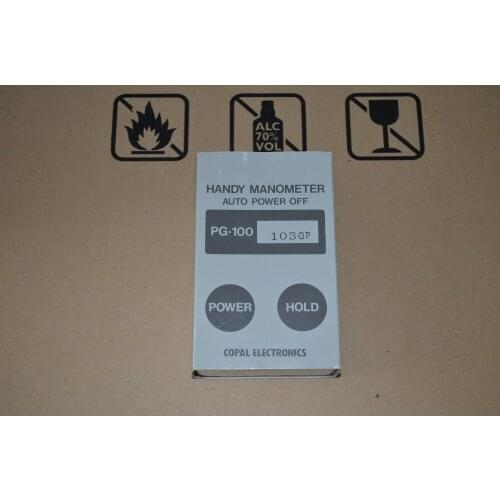 ALC
70%
VOL
HANDY MANOMETER
AUTO POWER OFF
PG-100 103GP
POWER HOLD
COPAL ELECTRONICS